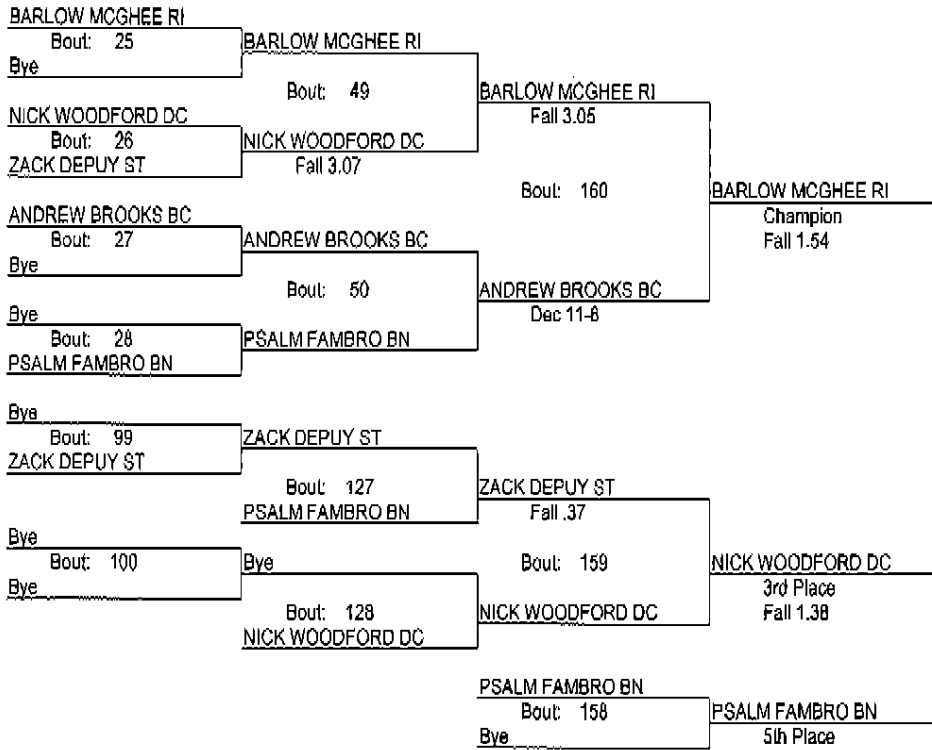 BARLOW MCGHEE RI
Bout: 25
Bye
BARLOW MCGHEE RI
Bout: 49
NICK WOODFORD DC
Bout: 26
ZACK DEPUY ST
NICK WOODFORD DC
Fall 3.07
BARLOW MCGHEE RI
Fall 3.05
Bout: 160
ANDREW BROOKS BC
Bout: 27
Bye
ANDREW BROOKS BC
Bout: 50
Bye
Bout: 28
PSALM FAMBRO BN
PSALM FAMBRO BN
ANDREW BROOKS BC
Dec 11-6
BARLOW MCGHEE RI
Champion
Fall 1.54
Bye
Bout: 99
ZACK DEPUY ST
ZACK DEPUY ST
Bout: 127
PSALM FAMBRO BN
ZACK DEPUY ST
Fall .37
Bout: 159
Bye
Bout: 100
Bye
Bye
Bout: 128
NICK WOODFORD DC
NICK WOODFORD DC
NICK WOODFORD DC
3rd Place
Fall 1.38
PSALM FAMBRO BN
Bout: 158
Bye
PSALM FAMBRO BN
5th Place